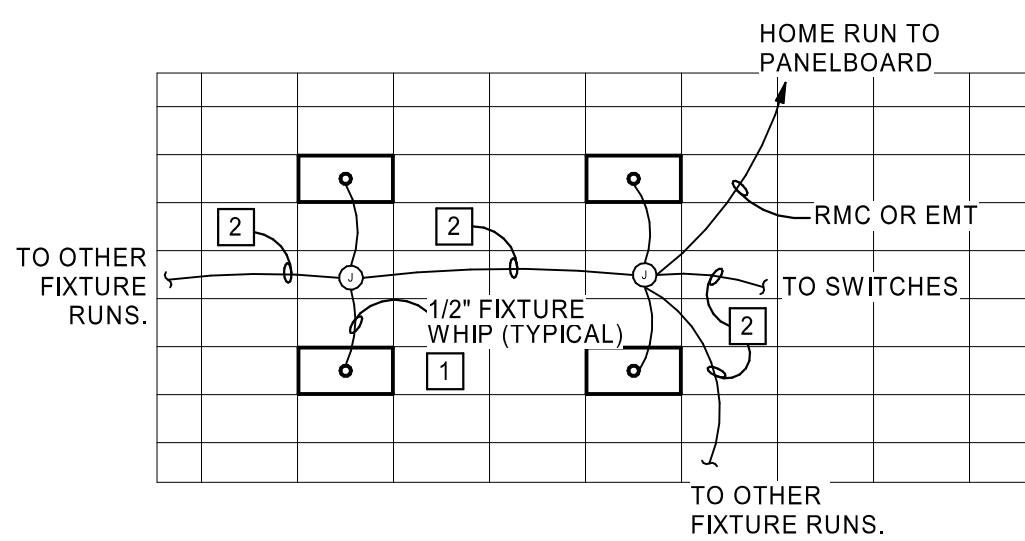 HOME RUN TO
PANELBOARD
RMC OR EMT
2
2
TO OTHER
FIXTURE
RUNS.
J
J
TO SWITCHES
1/2" FIXTURE
WHIP (TYPICAL)
2
1
TO OTHER
FIXTURE RUNS.